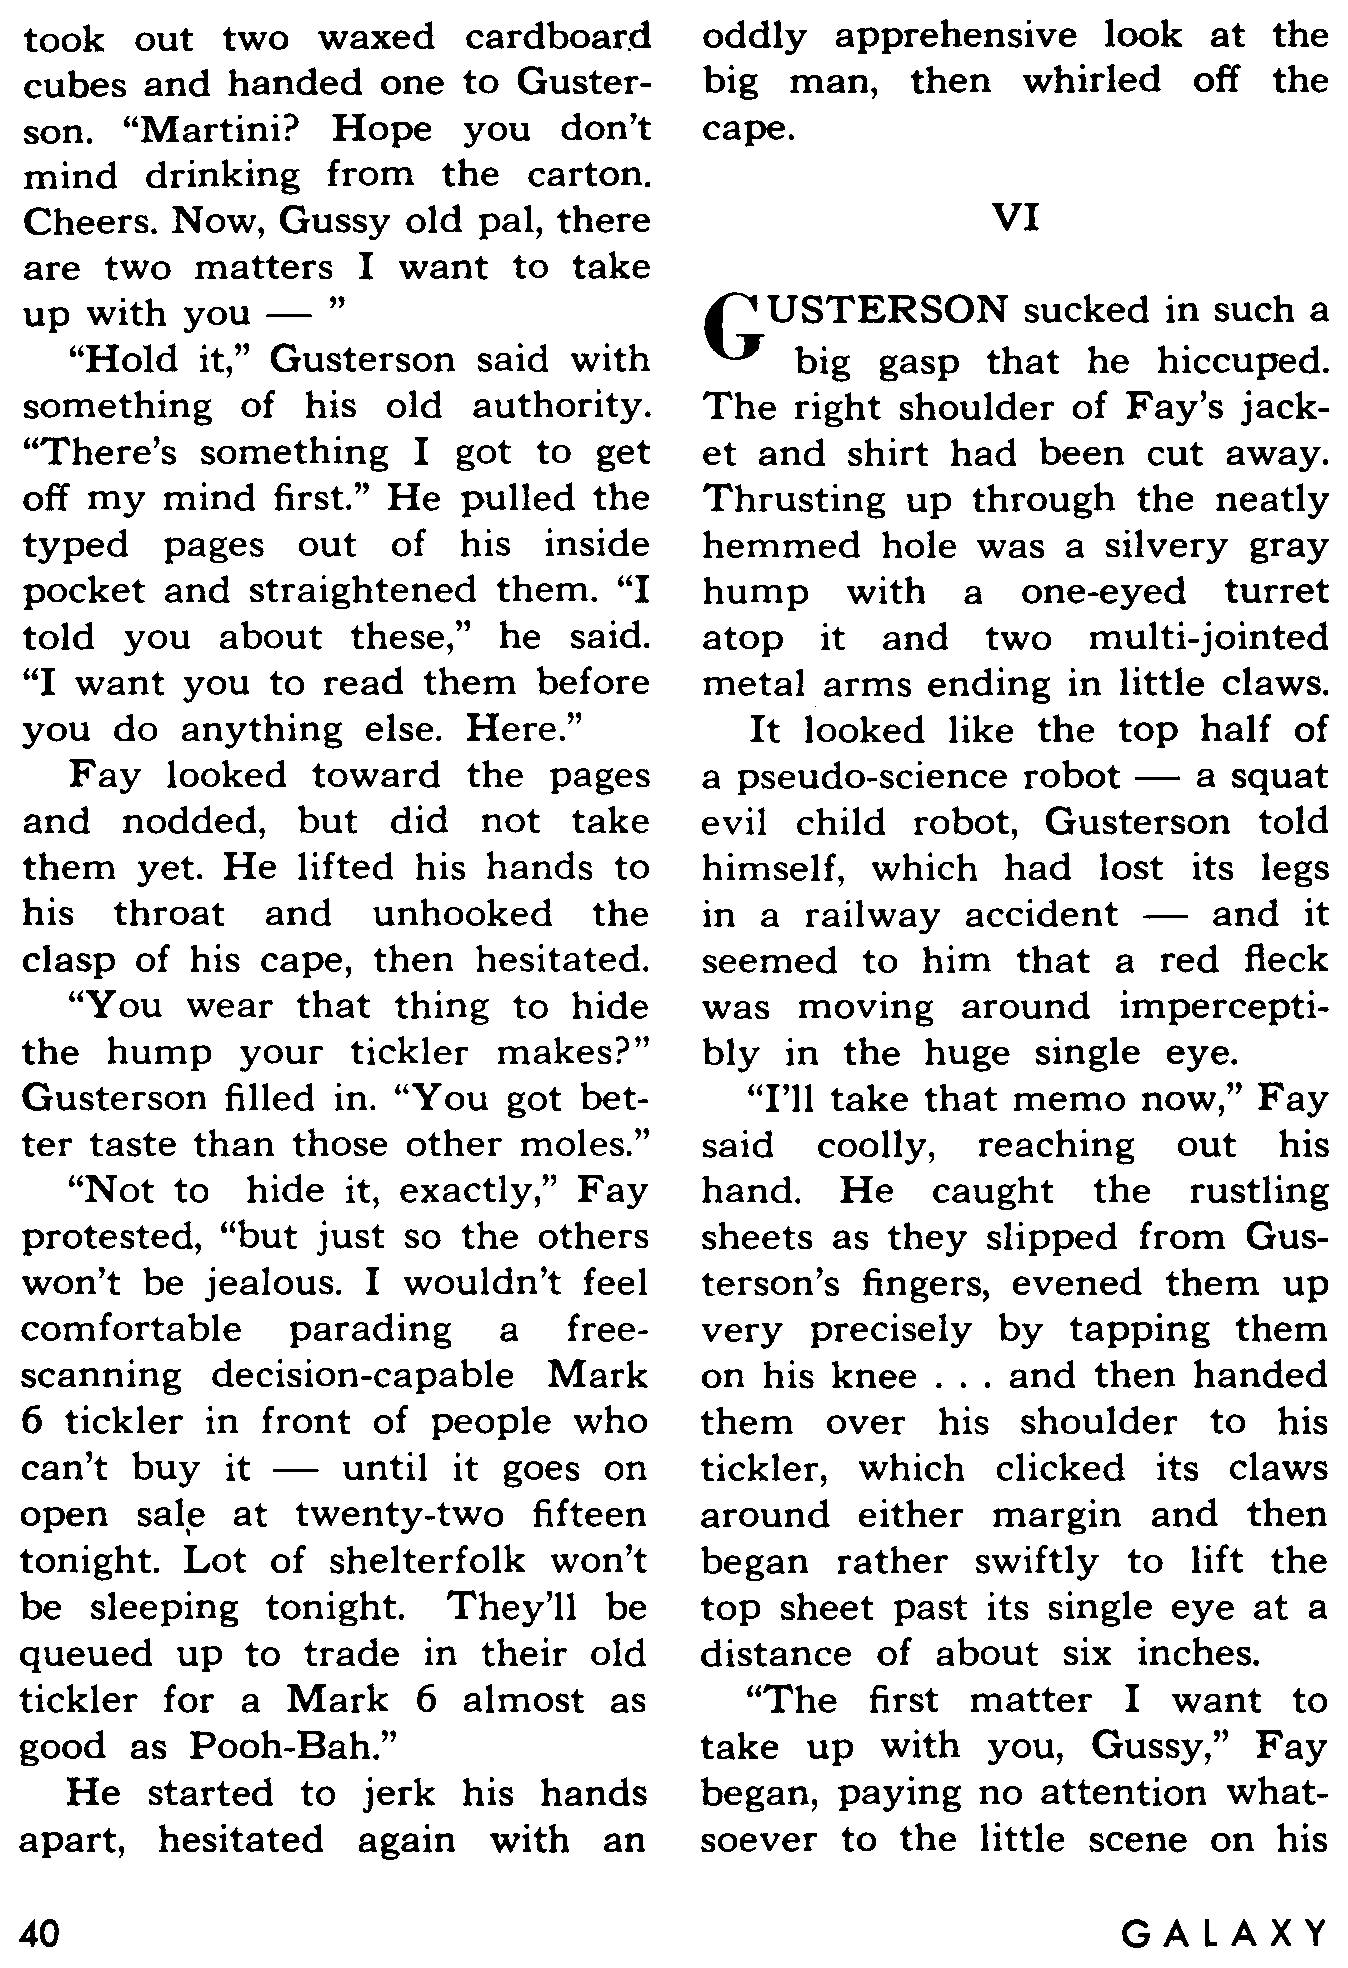 took out two waxed cardboard
cubes and handed one to Guster-
son. “Martini? Hope you don’t
mind drinking from the carton.
Cheers. Now, Gussy old pal, there
are two matters I want to take
up with you — ”
“Hold it,” Gusterson said with
something of his old authority.
“There’s something I got to get
off my mind first.” He pulled the
typed pages out of his inside
pocket and straightened them. “I
told you about these,” he said.
“I want you to read them before
you do anything else. Here.”
Fay looked toward the pages
and nodded, but did not take
them yet. He lifted his hands to
his throat and unhooked the
clasp of his cape, then hesitated.
“You wear that thing to hide
the hump your tickler makes?”
Gusterson filled in. “You got bet-
ter taste than those other moles.”
“Not to hide it, exactly,” Fay
protested, “but just so the others
won’t be jealous. I wouldn’t feel
comfortable parading a free-
scanning decision-capable Mark
6 tickler in front of people who
can’t buy it — until it goes on
open sale at twenty-two fifteen
tonight. Lot of shelterfolk won’t
be sleeping tonight. They’ll be
queued up to trade in their old
tickler for a Mark 6 almost as
good as Pooh-Bah.”
He started to jerk his hands
apart, hesitated again with an
oddly apprehensive look at the
big man, then whirled off the
cape.
VI
GUSTERSON sucked in such a
big gasp that he hiccuped.
The right shoulder of Fay’s jack-
et and shirt had been cut away.
Thrusting up through the neatly
hemmed hole was a silvery gray
hump with a one-eyed turret
atop it and two multi-jointed
metal arms ending in little claws.
It looked like the top half of
a pseudo-science robot — a squat
evil child robot, Gusterson told
himself, which had lost its legs
in a railway accident — and it
seemed to him that a red fleck
was moving around impercepti-
bly in the huge single eye.
“I’ll take that memo now,” Fay
said coolly, reaching out his
hand. He caught the rustling
sheets as they slipped from Gus-
terson’s fingers, evened them up
very precisely by tapping them
on his knee . . . and then handed
them over his shoulder to his
tickler, which clicked its claws
around either margin and then
began rather swiftly to lift the
top sheet past its single eye at a
distance of about six inches.
“The first matter I want to
take up with you, Gussy,” Fay
began, paying no attention what-
soever to the little scene on his
40
GALAXY